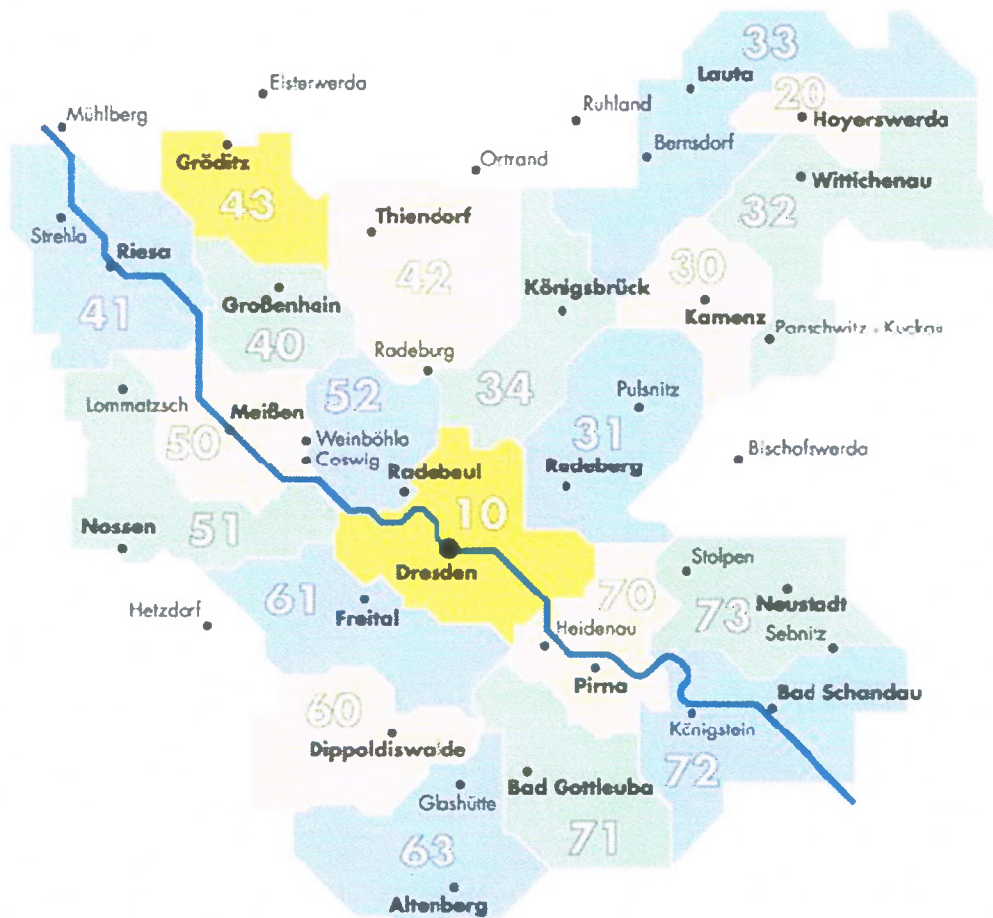 33
Lauta
Elsterwerda
20
Ruhland
Mühlberg
Hoyerswerda
Gröditz
Bernsdorf
Ortrand
Wittichenau
43
32
Thiendorf
Strehla
Riesa
42
30
Königsbrück
Großenhain
41
Kamenz
Panschwitz - Kuckau
40
Radeburg
34
52
Pulsnitz
Lommatzsch
Meißen
50
31
Weinböhla
Coswig
Bischofswerda
Radebeul
Radeberg
10
Nossen
51
Stolpen
Dresden
61
70
Neustadt
Freital
73
Hetzdorf
Heidenau
Sebnitz
Pirna
Bad Schandau
60
Königstein
Dippoldiswalde
72
Bad Gottleuba
Glashütte
63
71
Altenberg